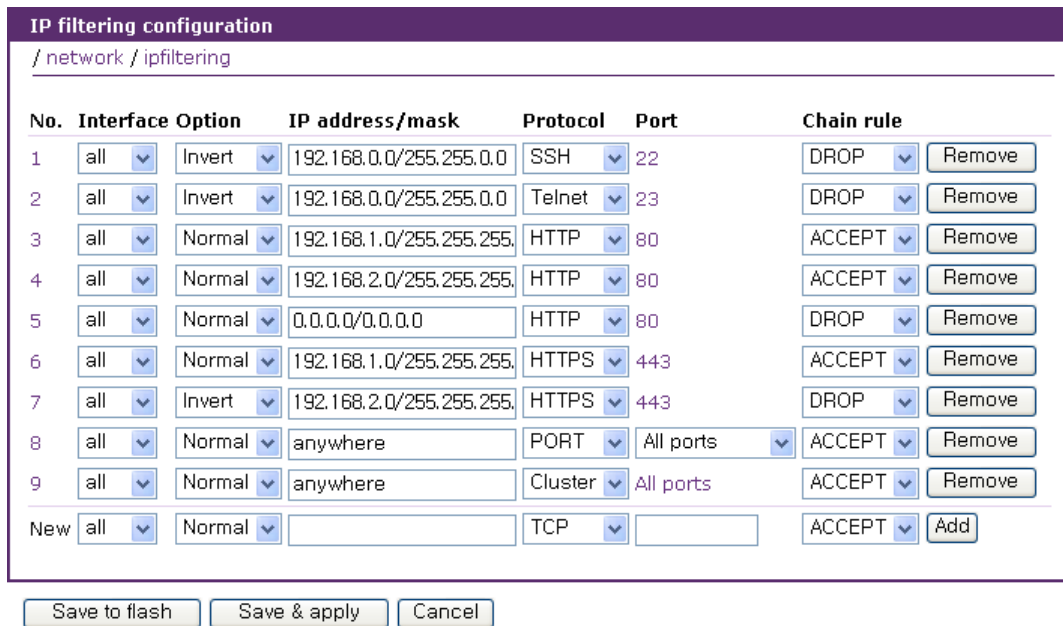 IP filtering configuration
/ network / ipfiltering
No. Interface Option IP address/mask Protocol Port Chain rule
1 all Invert 192.168.0.0/255.255.0.0 SSH 22 DROP Remove
2 all Invert 192.168.0.0/255.255.0.0 Telnet 23 DROP Remove
3 all Normal 192.168.1.0/255.255.255. HTTP 80 ACCEPT Remove
4 all Normal 192.168.2.0/255.255.255. HTTP 80 ACCEPT Remove
5 all Normal 0.0.0.0/0.0.0.0 HTTP 80 DROP Remove
6 all Normal 192.168.1.0/255.255.255. HTTPS 443 ACCEPT Remove
7 all Invert 192.168.2.0/255.255.255. HTTPS 443 DROP Remove
8 all Normal anywhere PORT All ports ACCEPT Remove
9 all Normal anywhere Cluster All ports ACCEPT Remove
New all Normal TCP ACCEPT Add
Save to flash Save & apply Cancel